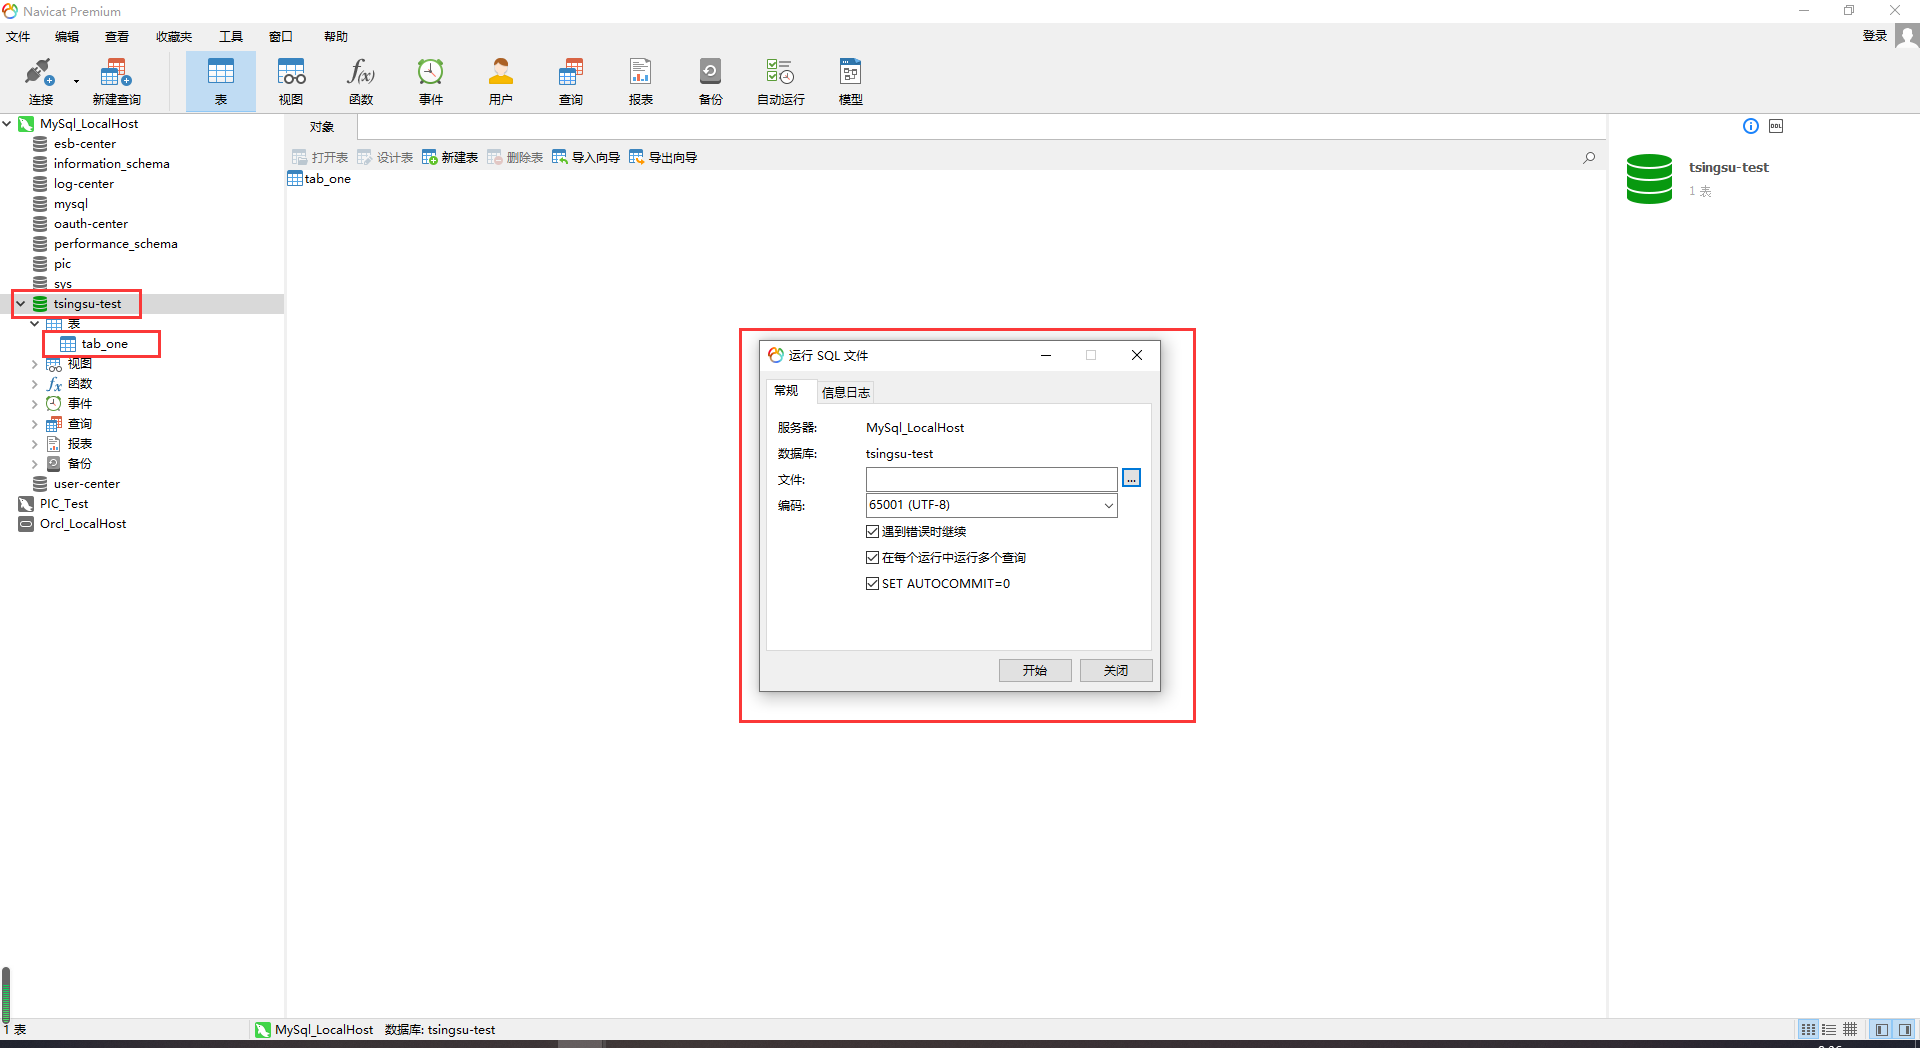 Navicat Premium
文件 编辑 查看 收藏夹 工具 窗口 帮助 登录
连接 新建查询 表 视图 函数 事件 用户 查询 报表 备份 自动运行 模型
MySql_LocalHost
esb-center
information_schema
log-center
mysql
oauth-center
performance_schema
pic
sys
tsingsu-test
表
tab_one
视图
函数
事件
查询
报表
备份
user-center
PIC_Test
Orcl_LocalHost
对象
打开表 设计表 新建表 删除表 导入向导 导出向导
tab_one
运行 SQL 文件
常规 信息日志
服务器: MySql_LocalHost
数据库: tsingsu-test
文件: ...
编码: 65001 (UTF-8)
遇到错误时继续
在每个运行中运行多个查询
SET AUTOCOMMIT=0
开始 关闭
DDL
tsingsu-test
1 表
1 表 MySql_LocalHost 数据库: tsingsu-test